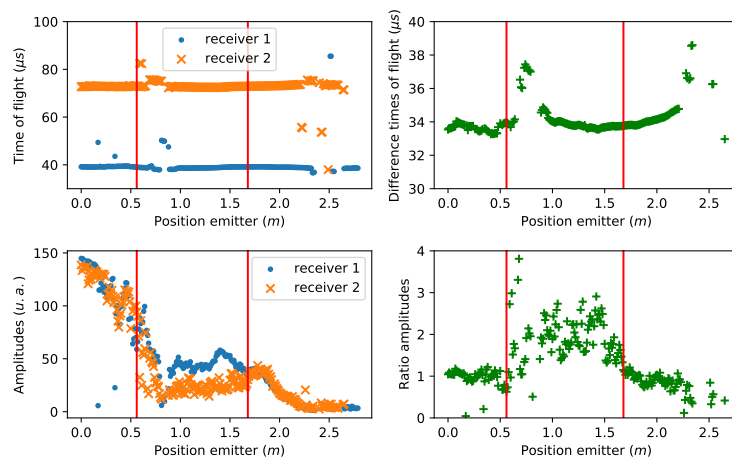 100
80
60
40
Time of flight (μs)
receiver 1
receiver 2
0.0 0.5 1.0 1.5 2.0 2.5
Position emitter (m)
40
38
36
34
32
30
Difference times of flight (μs)
0.0 0.5 1.0 1.5 2.0 2.5
Position emitter (m)
150
100
50
0
Amplitudes (u. a.)
receiver 1
receiver 2
0.0 0.5 1.0 1.5 2.0 2.5
Position emitter (m)
4
3
2
1
0
Ratio amplitudes
0.0 0.5 1.0 1.5 2.0 2.5
Position emitter (m)